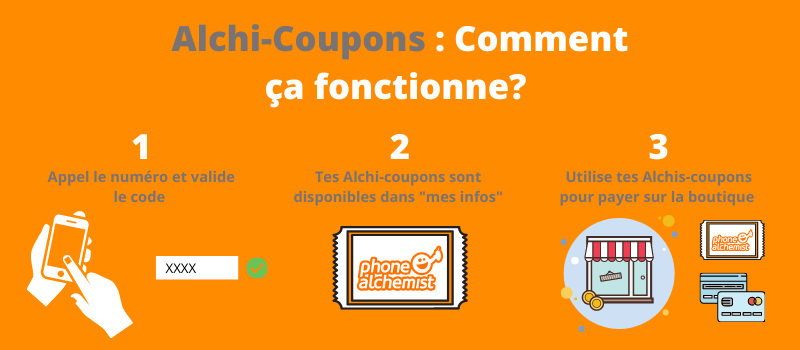 Alchi-Coupons : Comment
ça fonctionne?
1
Appel le numéro et valide
le code
XXXX
2
Tes Alchi-coupons sont
disponibles dans "mes infos"
phone
alchemist
3
Utilise tes Alchis-coupons
pour payer sur la boutique
phone
alchemist